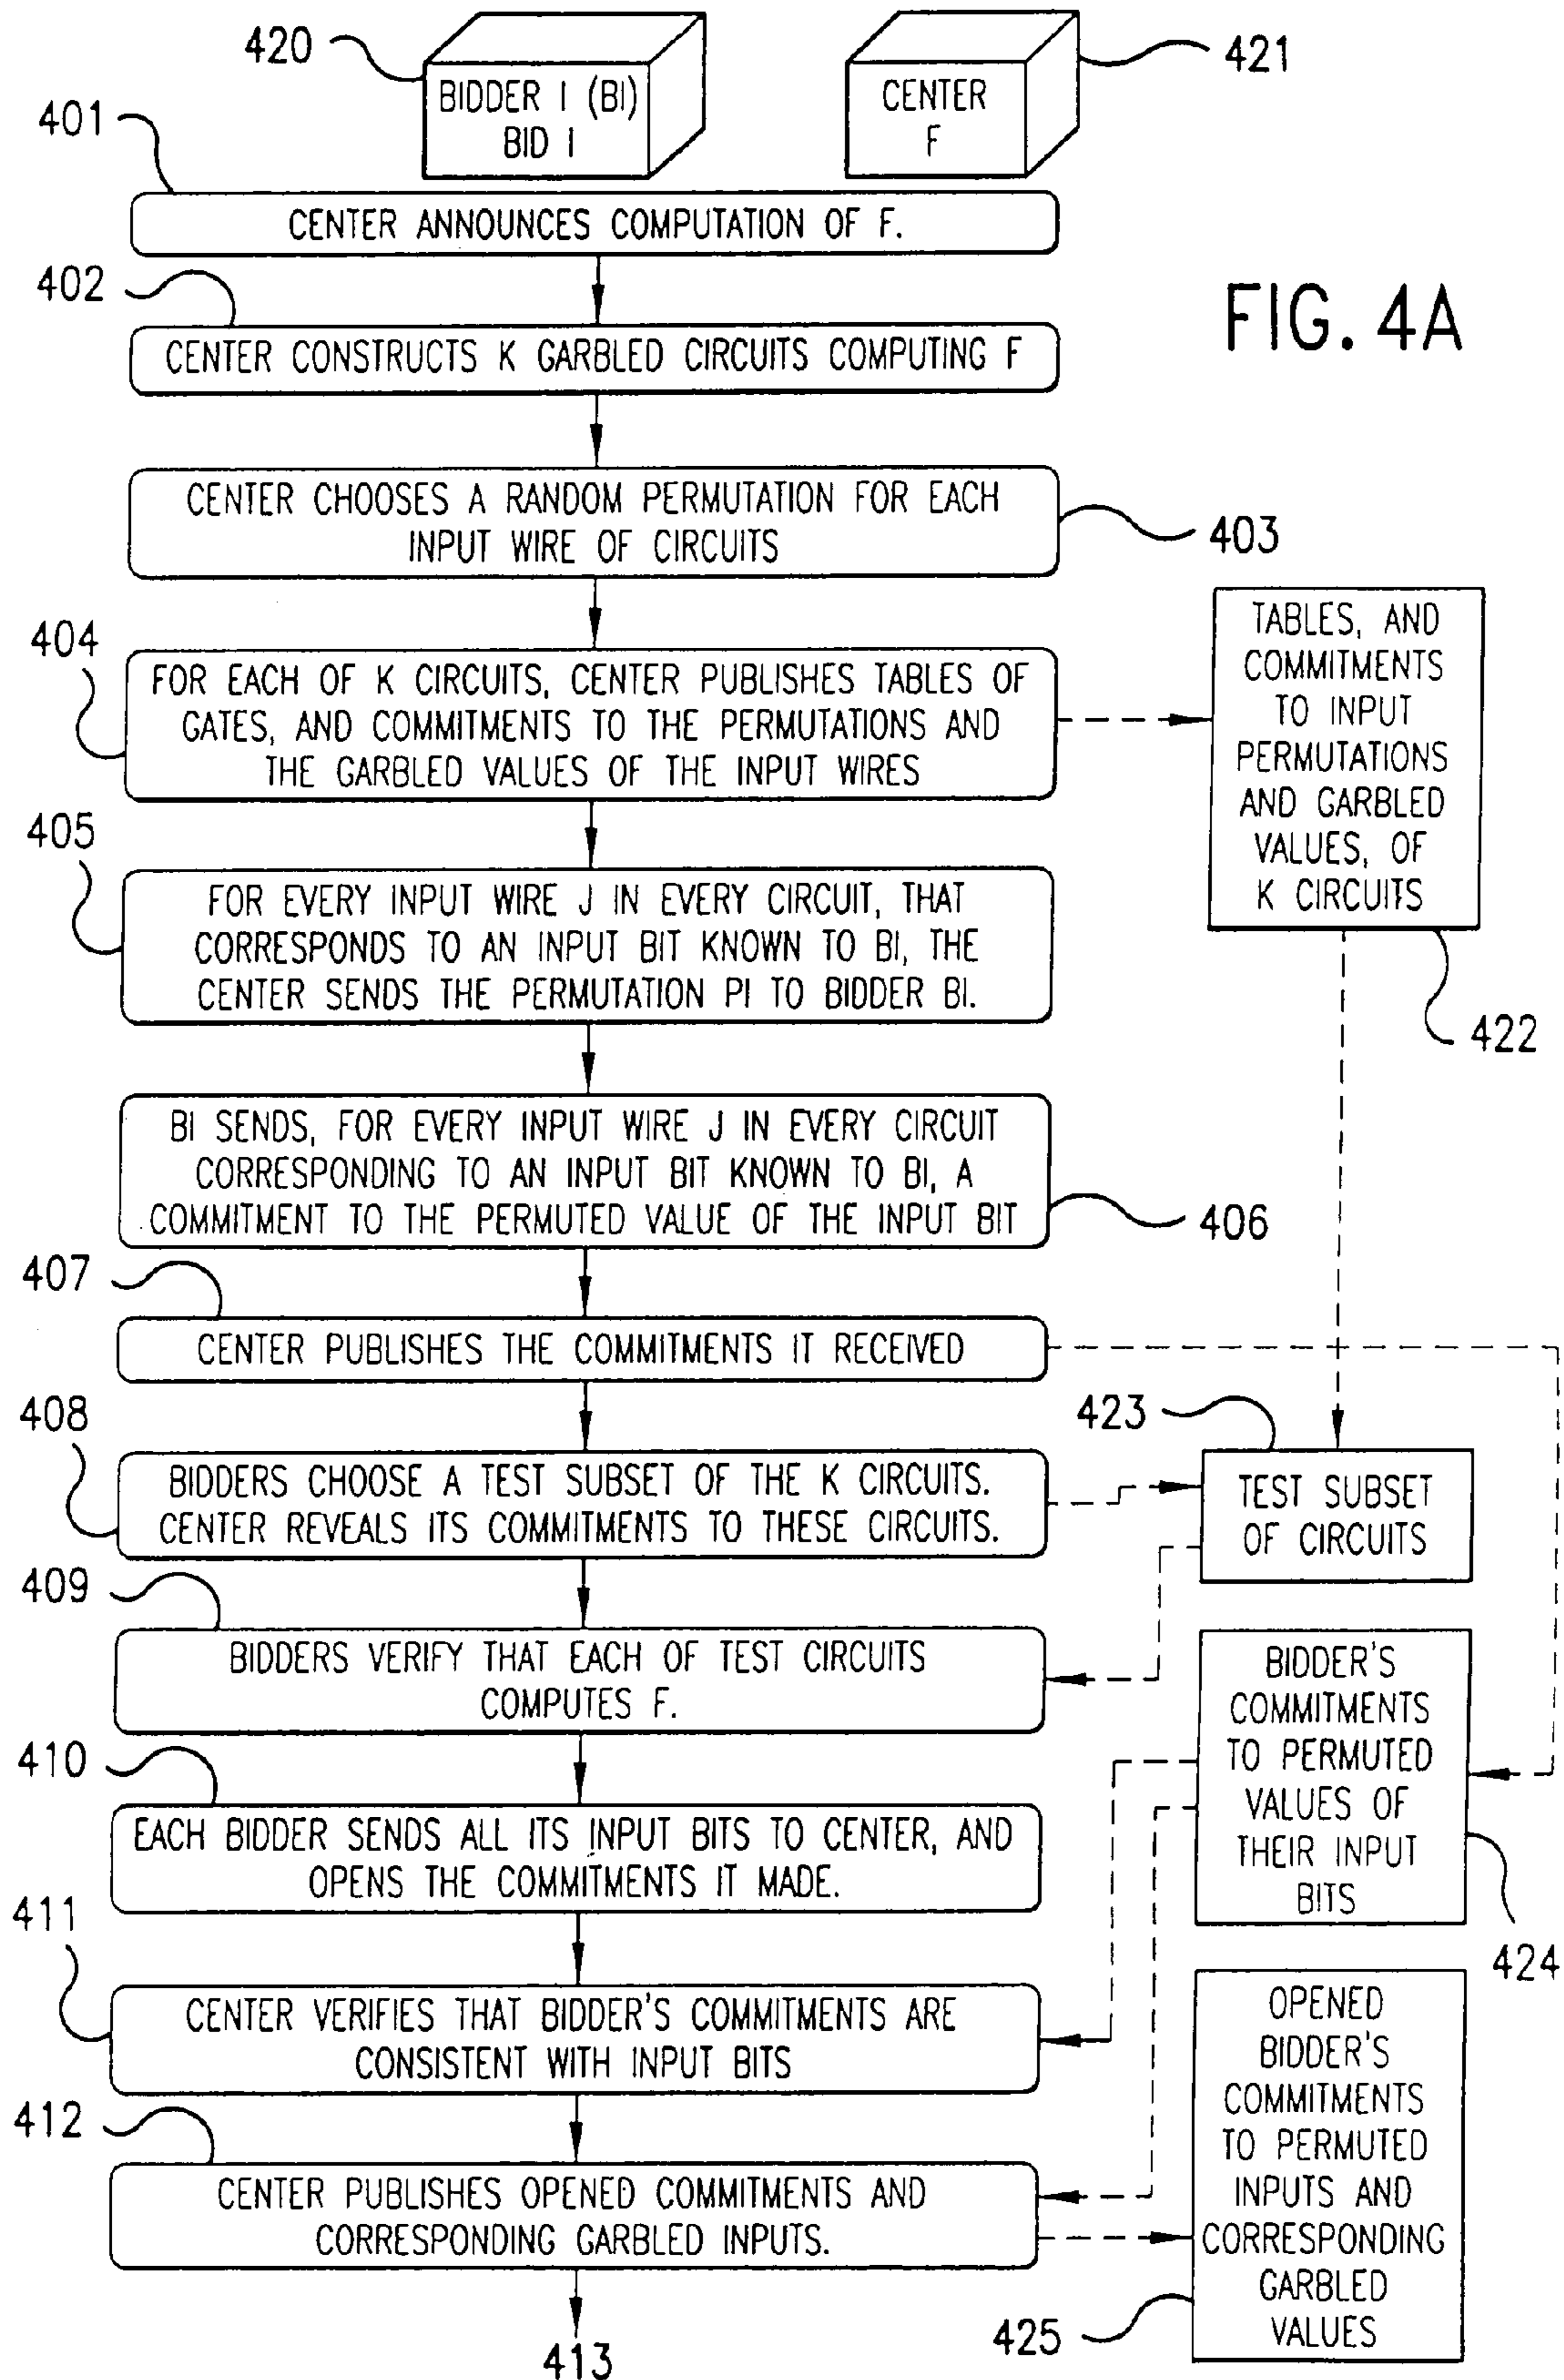 420
BIDDER I (BI)
BID I
CENTER
F
421
401
CENTER ANNOUNCES COMPUTATION OF F.
402
CENTER CONSTRUCTS K GARBLED CIRCUITS COMPUTING F
FIG. 4A
CENTER CHOOSES A RANDOM PERMUTATION FOR EACH
INPUT WIRE OF CIRCUITS
403
404
FOR EACH OF K CIRCUITS, CENTER PUBLISHES TABLES OF
GATES, AND COMMITMENTS TO THE PERMUTATIONS AND
THE GARBLED VALUES OF THE INPUT WIRES
TABLES, AND
COMMITMENTS
TO INPUT
PERMUTATIONS
AND GARBLED
VALUES, OF
K CIRCUITS
422
405
FOR EVERY INPUT WIRE J IN EVERY CIRCUIT, THAT
CORRESPONDS TO AN INPUT BIT KNOWN TO BI, THE
CENTER SENDS THE PERMUTATION PI TO BIDDER BI.
BI SENDS, FOR EVERY INPUT WIRE J IN EVERY CIRCUIT
CORRESPONDING TO AN INPUT BIT KNOWN TO BI, A
COMMITMENT TO THE PERMUTED VALUE OF THE INPUT BIT
406
407
CENTER PUBLISHES THE COMMITMENTS IT RECEIVED
408
BIDDERS CHOOSE A TEST SUBSET OF THE K CIRCUITS.
CENTER REVEALS ITS COMMITMENTS TO THESE CIRCUITS.
423
TEST SUBSET
OF CIRCUITS
409
BIDDERS VERIFY THAT EACH OF TEST CIRCUITS
COMPUTES F.
BIDDER'S
COMMITMENTS
TO PERMUTED
VALUES OF
THEIR INPUT
BITS
424
410
EACH BIDDER SENDS ALL ITS INPUT BITS TO CENTER, AND
OPENS THE COMMITMENTS IT MADE.
411
CENTER VERIFIES THAT BIDDER'S COMMITMENTS ARE
CONSISTENT WITH INPUT BITS
412
CENTER PUBLISHES OPENED COMMITMENTS AND
CORRESPONDING GARBLED INPUTS.
OPENED
BIDDER'S
COMMITMENTS
TO PERMUTED
INPUTS AND
CORRESPONDING
GARBLED
VALUES
425
413